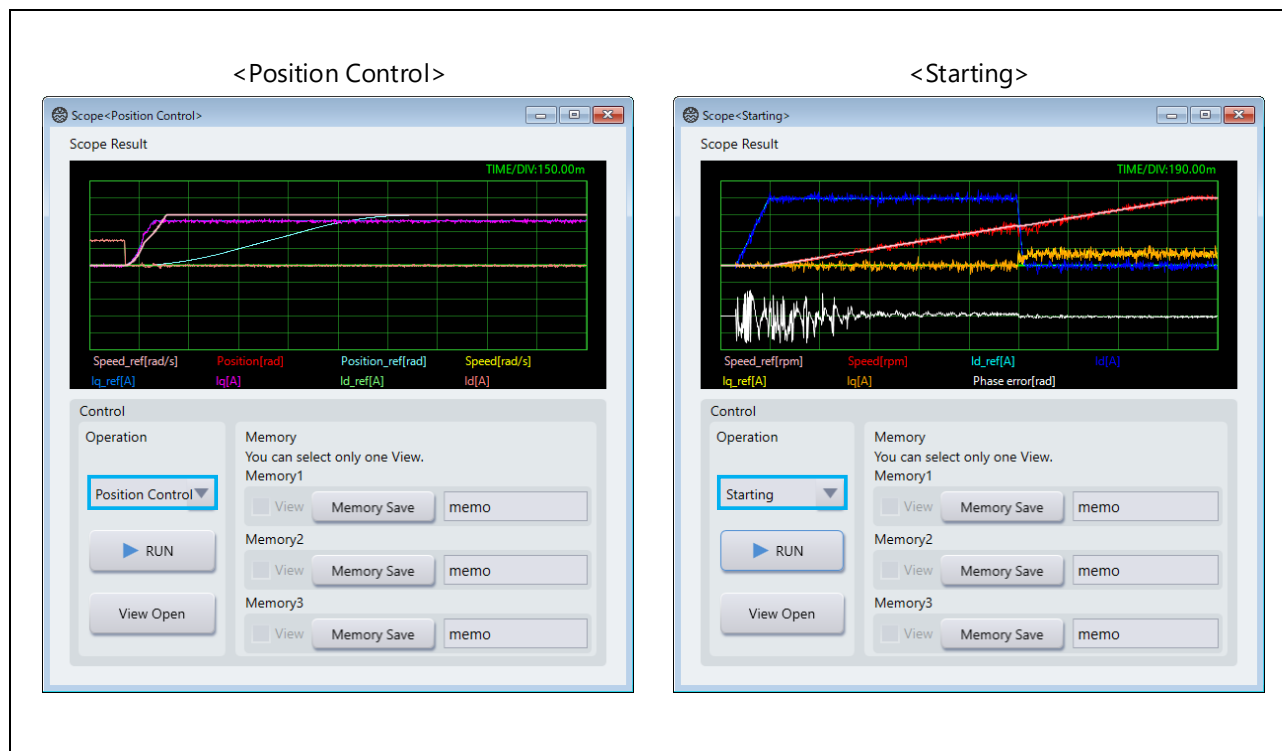 <Position Control>
Scope<Position Control>
Scope Result
TIME/DIV:150.00m
Speed_ref[rad/s] Position[rad] Position_ref[rad] Speed[rad/s]
Iq_ref[A] Iq[A] Id_ref[A] Id[A]
Control
Operation
Position Control
RUN
View Open
Memory
You can select only one View.
Memory1
View Memory Save memo
Memory2
View Memory Save memo
Memory3
View Memory Save memo
<Starting>
Scope<Starting>
Scope Result
TIME/DIV:190.00m
Speed_ref[rpm] Speed[rpm] Id_ref[A] Id[A]
Iq_ref[A] Iq[A] Phase error[rad]
Control
Operation
Starting
RUN
View Open
Memory
You can select only one View.
Memory1
View Memory Save memo
Memory2
View Memory Save memo
Memory3
View Memory Save memo